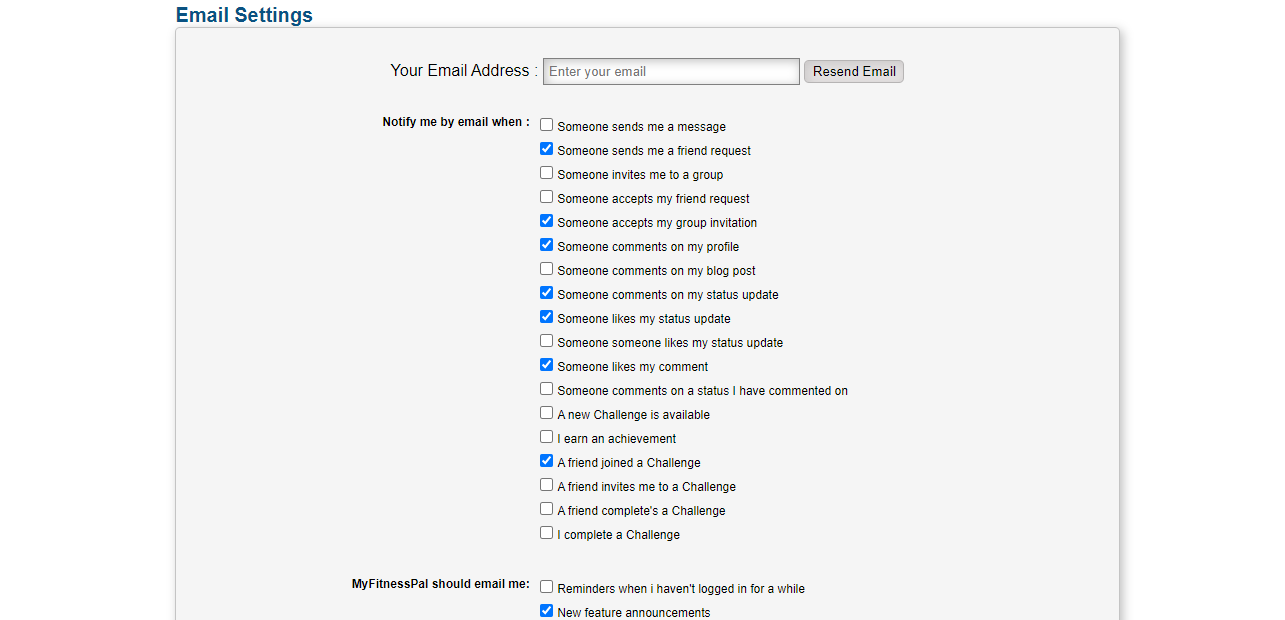 Email Settings
Your Email Address : Enter your email Resend Email
Notify me by email when : Someone sends me a message
Someone sends me a friend request
Someone invites me to a group
Someone accepts my friend request
Someone accepts my group invitation
Someone comments on my profile
Someone comments on my blog post
Someone comments on my status update
Someone likes my status update
Someone someone likes my status update
Someone likes my comment
Someone comments on a status I have commented on
A new Challenge is available
I earn an achievement
A friend joined a Challenge
A friend invites me to a Challenge
A friend complete's a Challenge
I complete a Challenge
MyFitnessPal should email me: Reminders when i haven't logged in for a while
New feature announcements